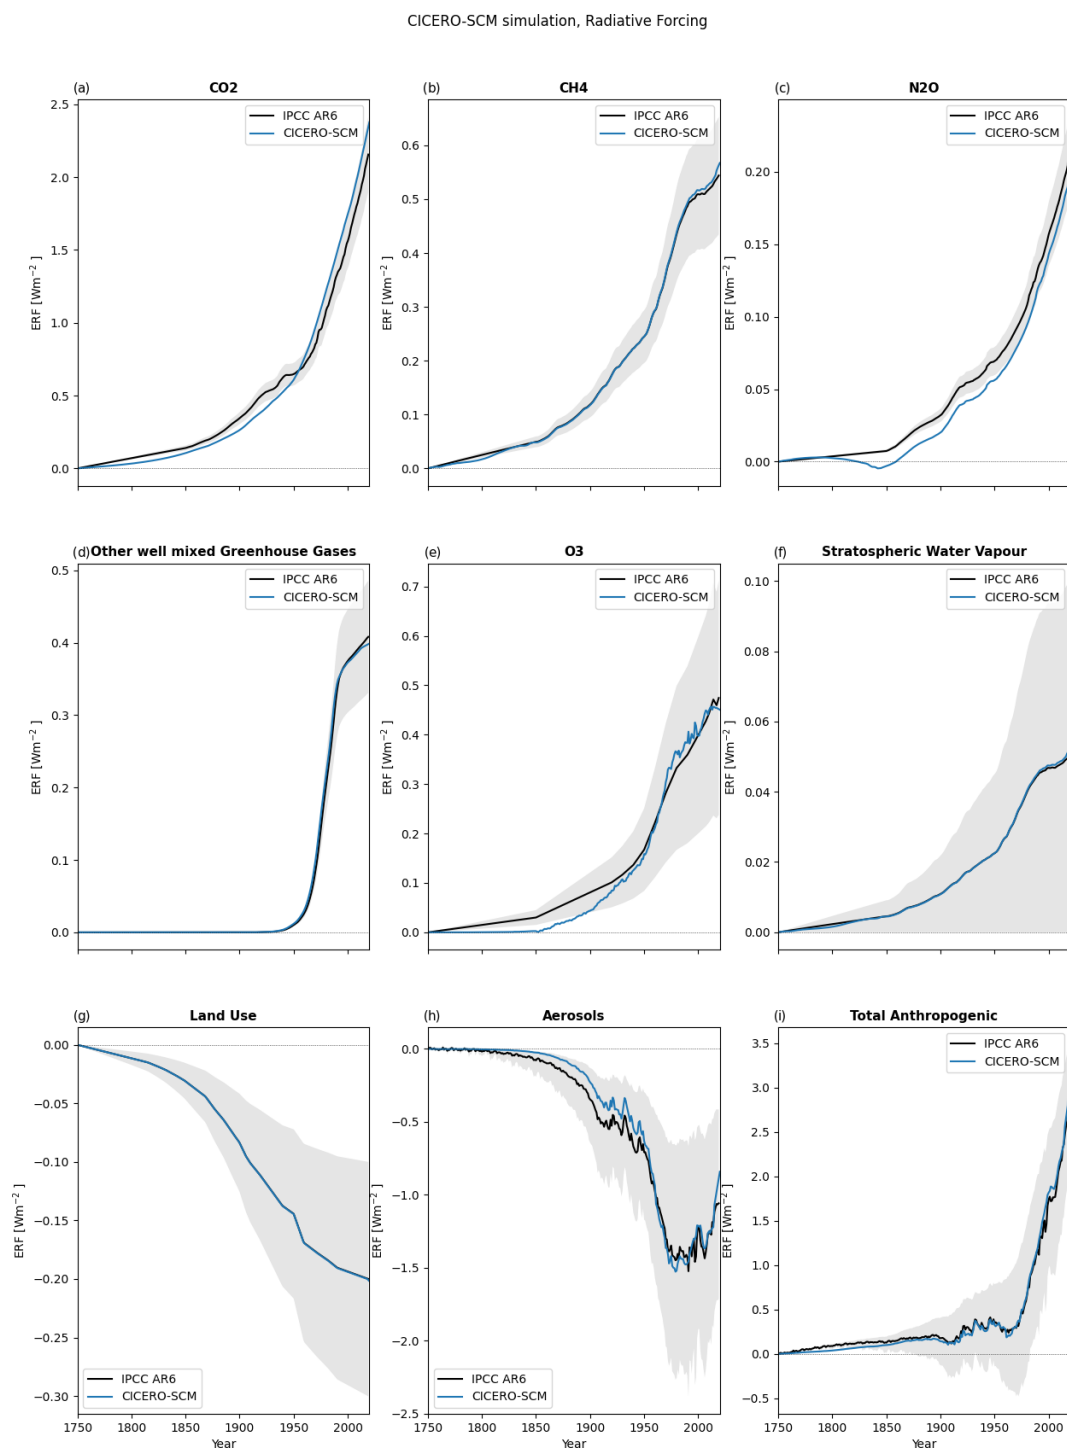 CICERO-SCM simulation, Radiative Forcing
(a) CO2
IPCC AR6
CICERO-SCM
2.5
2.0
1.5
1.0
0.5
0.0
ERF [Wm⁻² ]
(b) CH4
IPCC AR6
CICERO-SCM
0.6
0.5
0.4
0.3
0.2
0.1
0.0
ERF [Wm⁻² ]
(c) N2O
IPCC AR6
CICERO-SCM
0.20
0.15
0.10
0.05
0.00
ERF [Wm⁻² ]
(d) Other well mixed Greenhouse Gases
IPCC AR6
CICERO-SCM
0.5
0.4
0.3
0.2
0.1
0.0
ERF [Wm⁻² ]
(e) O3
IPCC AR6
CICERO-SCM
0.7
0.6
0.5
0.4
0.3
0.2
0.1
0.0
ERF [Wm⁻² ]
(f) Stratospheric Water Vapour
IPCC AR6
CICERO-SCM
0.10
0.08
0.06
0.04
0.02
0.00
ERF [Wm⁻² ]
(g) Land Use
0.00
−0.05
−0.10
−0.15
−0.20
−0.25
−0.30
ERF [Wm⁻² ]
IPCC AR6
CICERO-SCM
1750 1800 1850 1900 1950 2000
Year
(h) Aerosols
0.0
−0.5
−1.0
−1.5
−2.0
−2.5
ERF [Wm⁻² ]
IPCC AR6
CICERO-SCM
1750 1800 1850 1900 1950 2000
Year
(i) Total Anthropogenic
IPCC AR6
CICERO-SCM
3.5
3.0
2.5
2.0
1.5
1.0
0.5
0.0
−0.5
ERF [Wm⁻² ]
1750 1800 1850 1900 1950 2000
Year